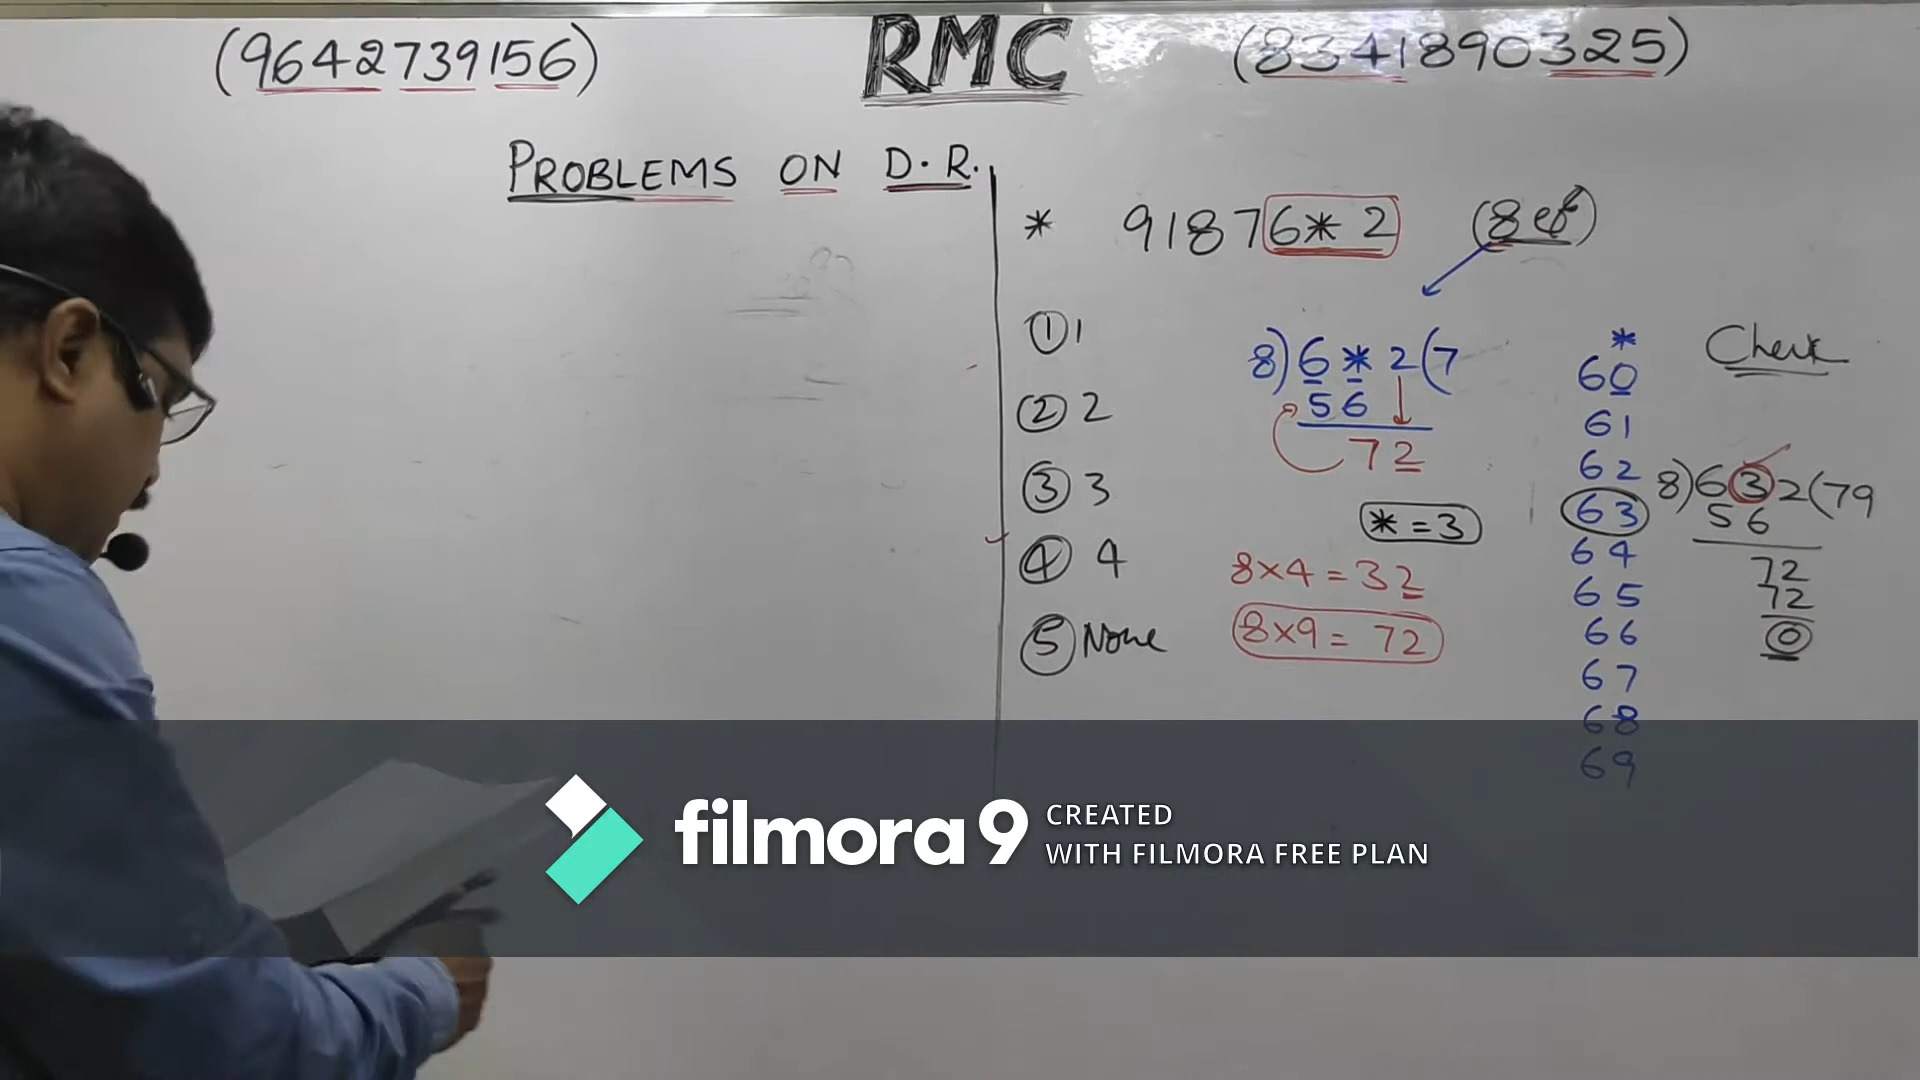 (9642739156)
RMC
(8341890325)
PROBLEMS ON D.R.
* 91876*2
① 1
② 2
③ 3
④ 4
⑤ None
8) 6 * 2 (7
56
72
* = 3
8×4 = 32
8×9 = 72
*
60
61
62
63
64
65
66
67
68
69
Check
8) 632 (79
56
72
72
0
filmora9
CREATED
WITH FILMORA FREE PLAN